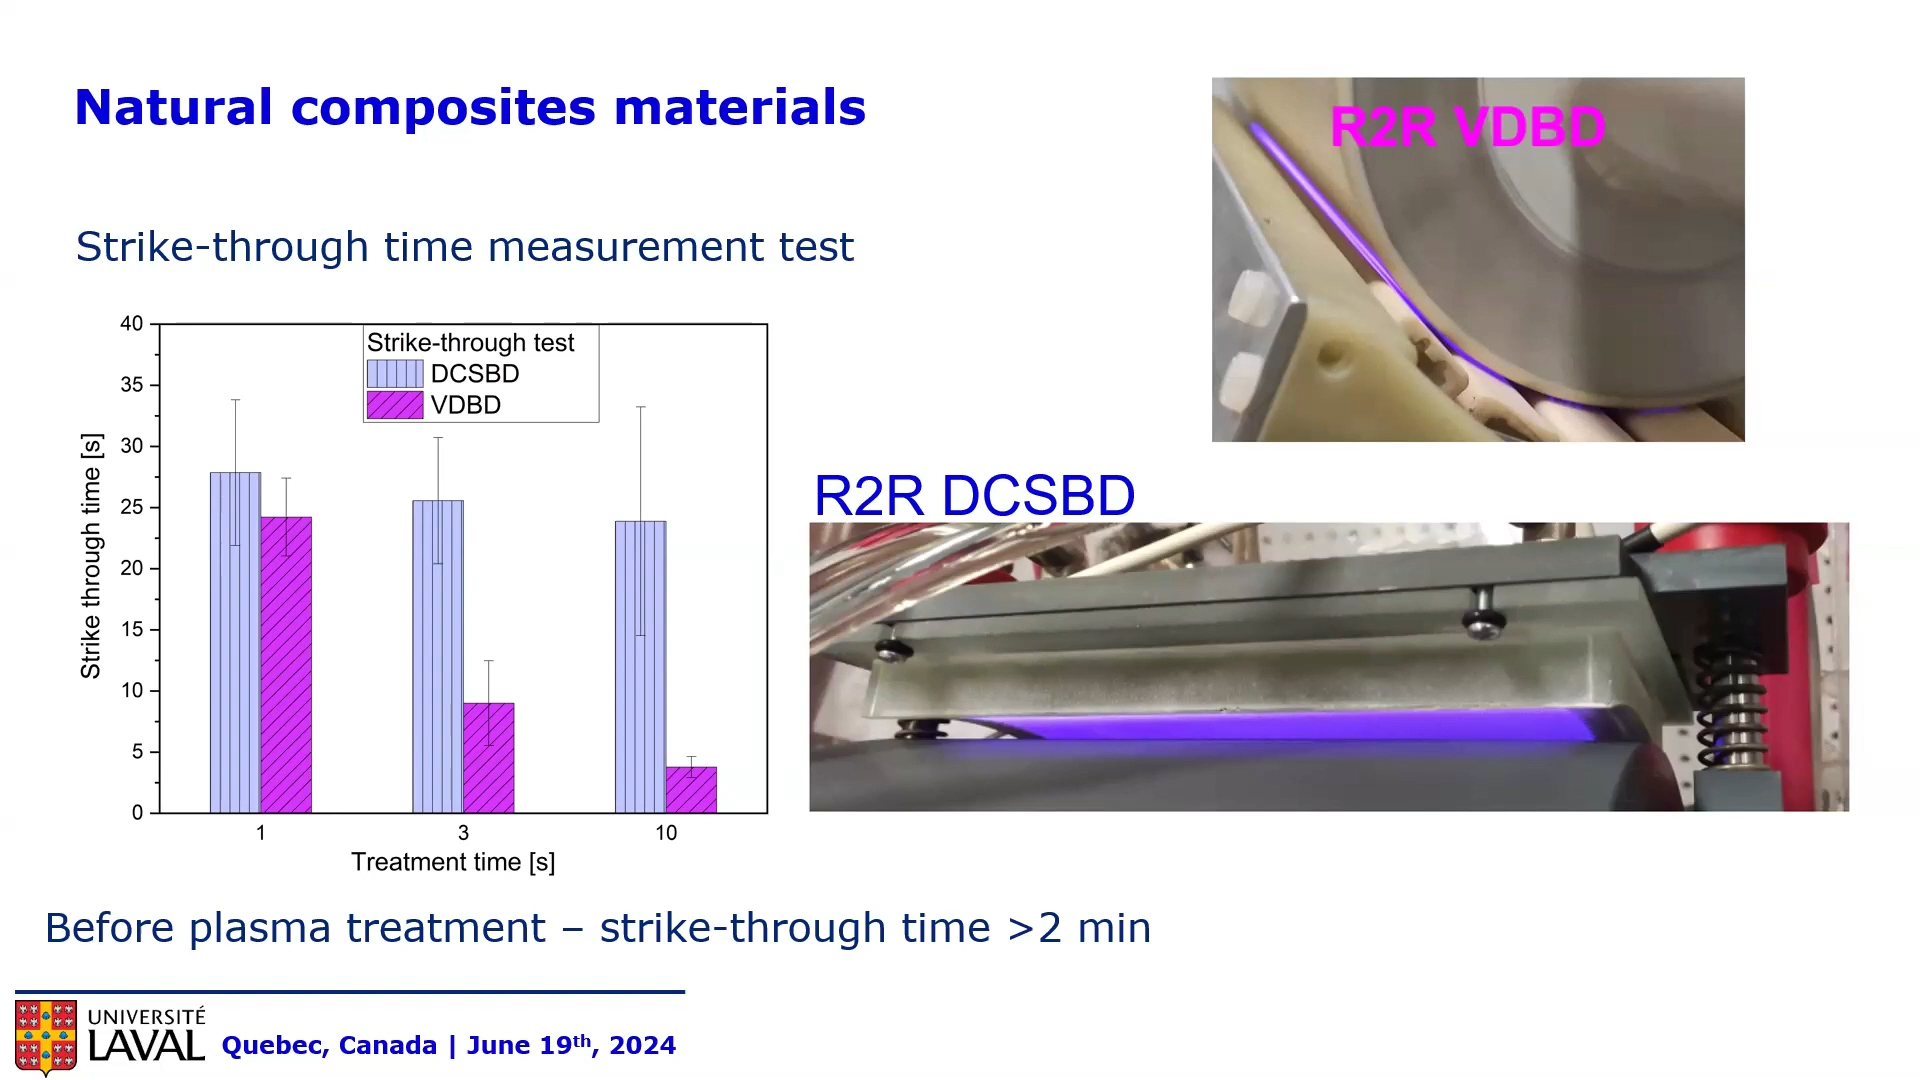 Natural composites materials
R2R VDBD
Strike-through time measurement test
Strike-through test
DCSBD
VDBD
40
35
30
25
20
15
10
5
0
Strike through time [s]
1 3 10
Treatment time [s]
R2R DCSBD
Before plasma treatment – strike-through time >2 min
UNIVERSITÉ
LAVAL
Quebec, Canada | June 19th, 2024